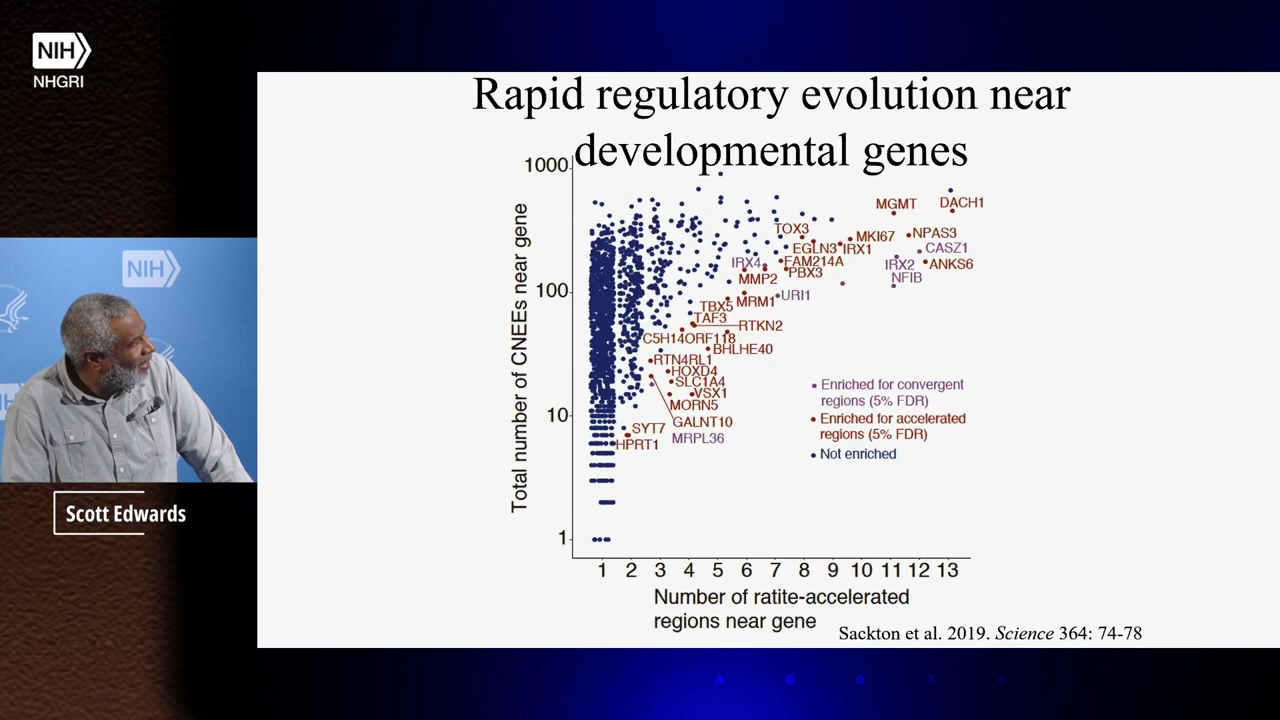 NIH
NHGRI
NIH
Scott Edwards
Rapid regulatory evolution near
developmental genes
Total number of CNEEs near gene
1000
100
10
1
MGMT
DACH1
TOX3
MKI67
NPAS3
EGLN3
IRX1
CASZ1
IRX4
FAM214A
IRX2
ANKS6
PBX3
MMP2
NFIB
URI1
TBX5
MRM1
TAF3
RTKN2
C5H14ORF118
BHLHE40
RTN4RL1
HOXD4
SLC1A4
VSX1
MORN5
GALNT10
SYT7
MRPL36
HPRT1
Enriched for convergent
regions (5% FDR)
Enriched for accelerated
regions (5% FDR)
Not enriched
1 2 3 4 5 6 7 8 9 10 11 12 13
Number of ratite-accelerated
regions near gene
Sackton et al. 2019. Science 364: 74-78